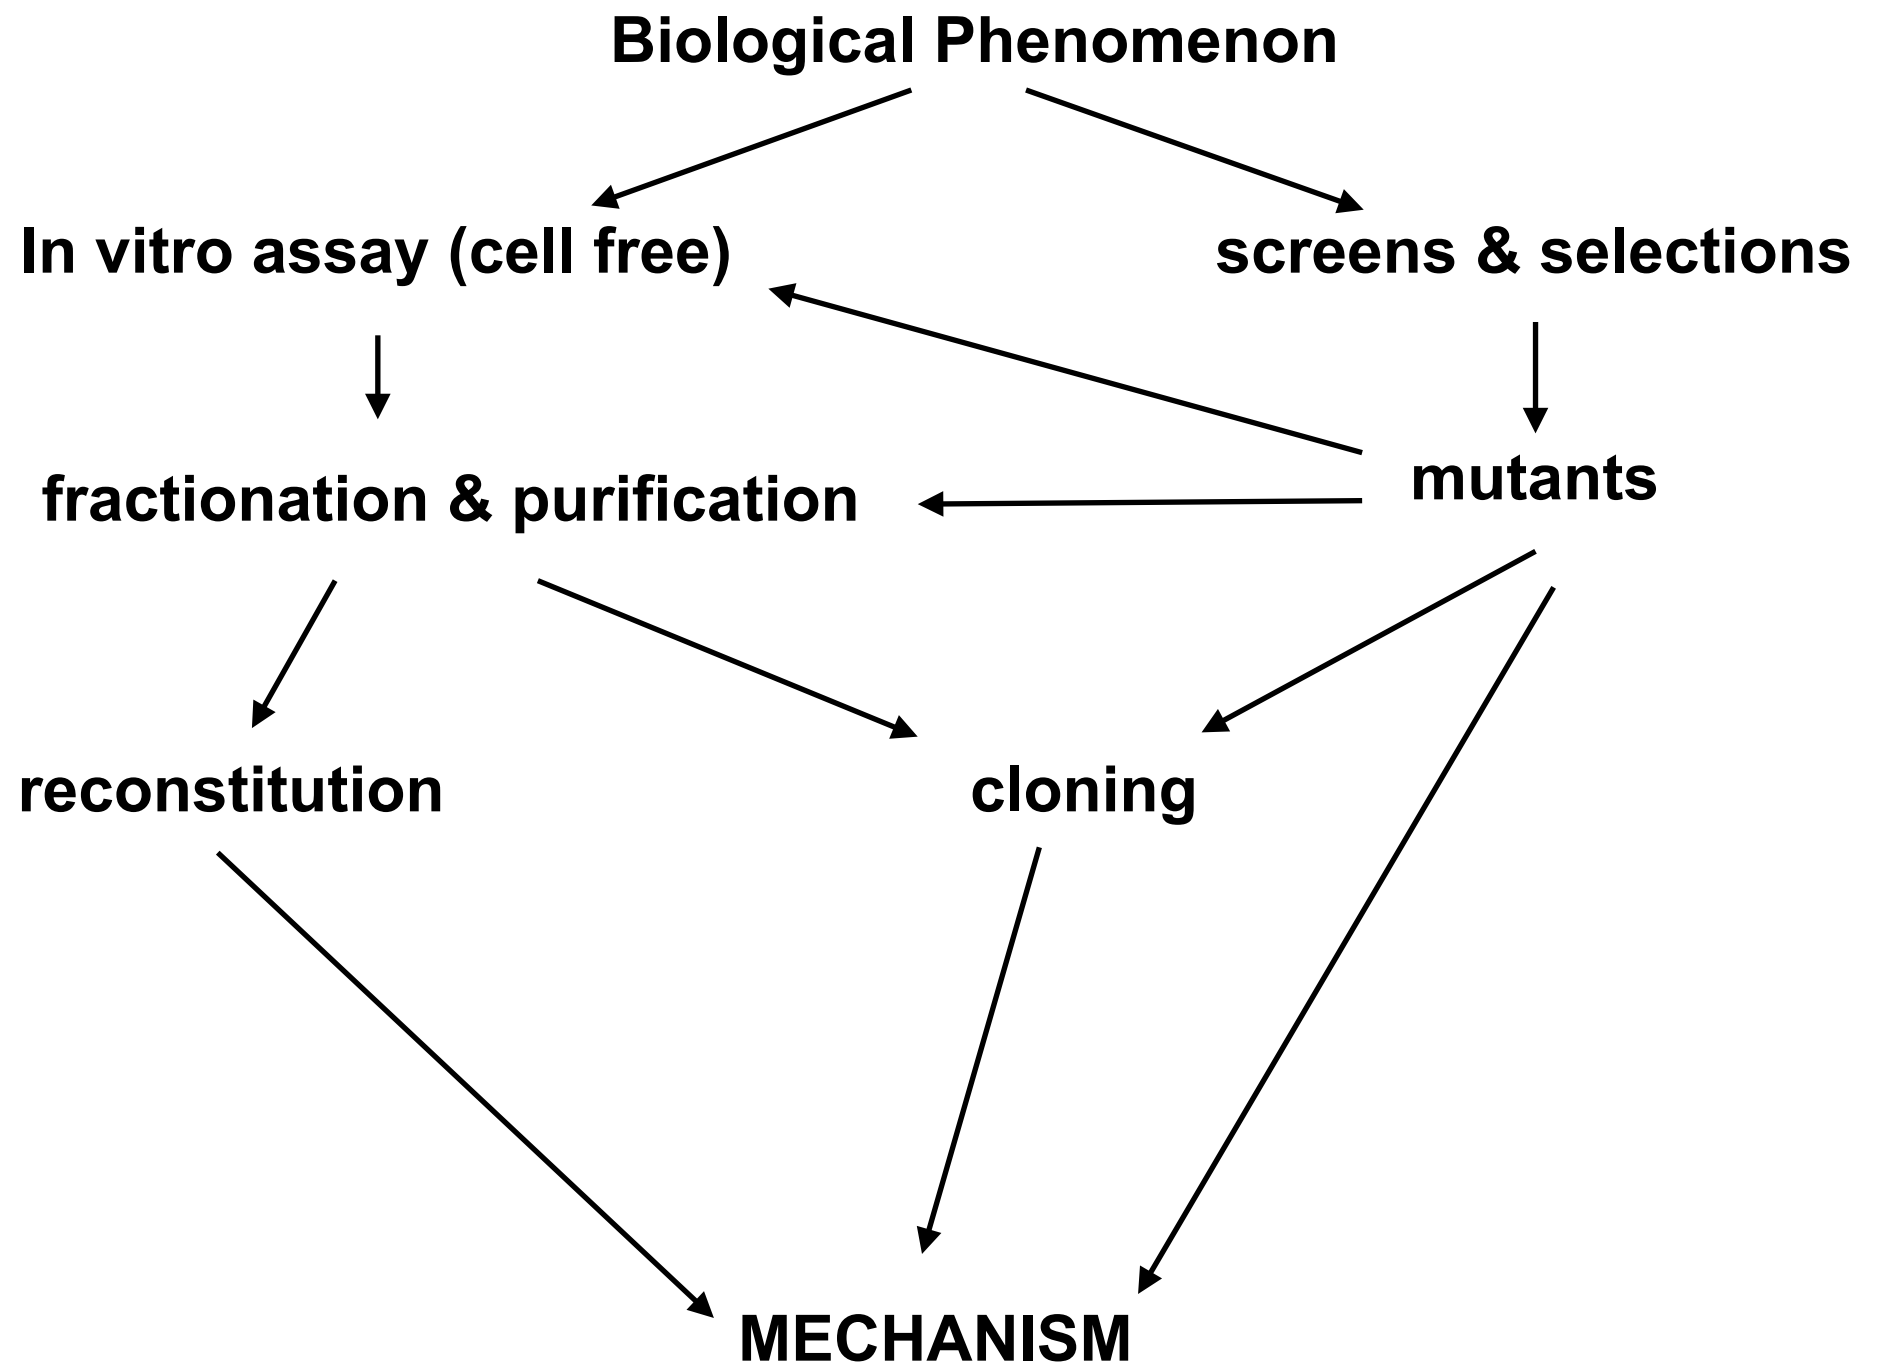 Biological Phenomenon
In vitro assay (cell free)
screens & selections
fractionation & purification
mutants
reconstitution
cloning
MECHANISM